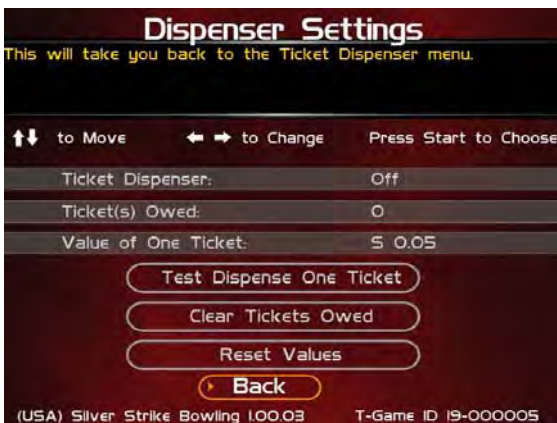 Dispenser Settings
This will take you back to the Ticket Dispenser menu.
to Move to Change Press Start to Choose
Ticket Dispenser: Off
Ticket(s) Owed: 0
Value of One Ticket: $ 0.05
Test Dispense One Ticket
Clear Tickets Owed
Reset Values
Back
(USA) Silver Strike Bowling 1.00.03 T-Game ID 19-000005